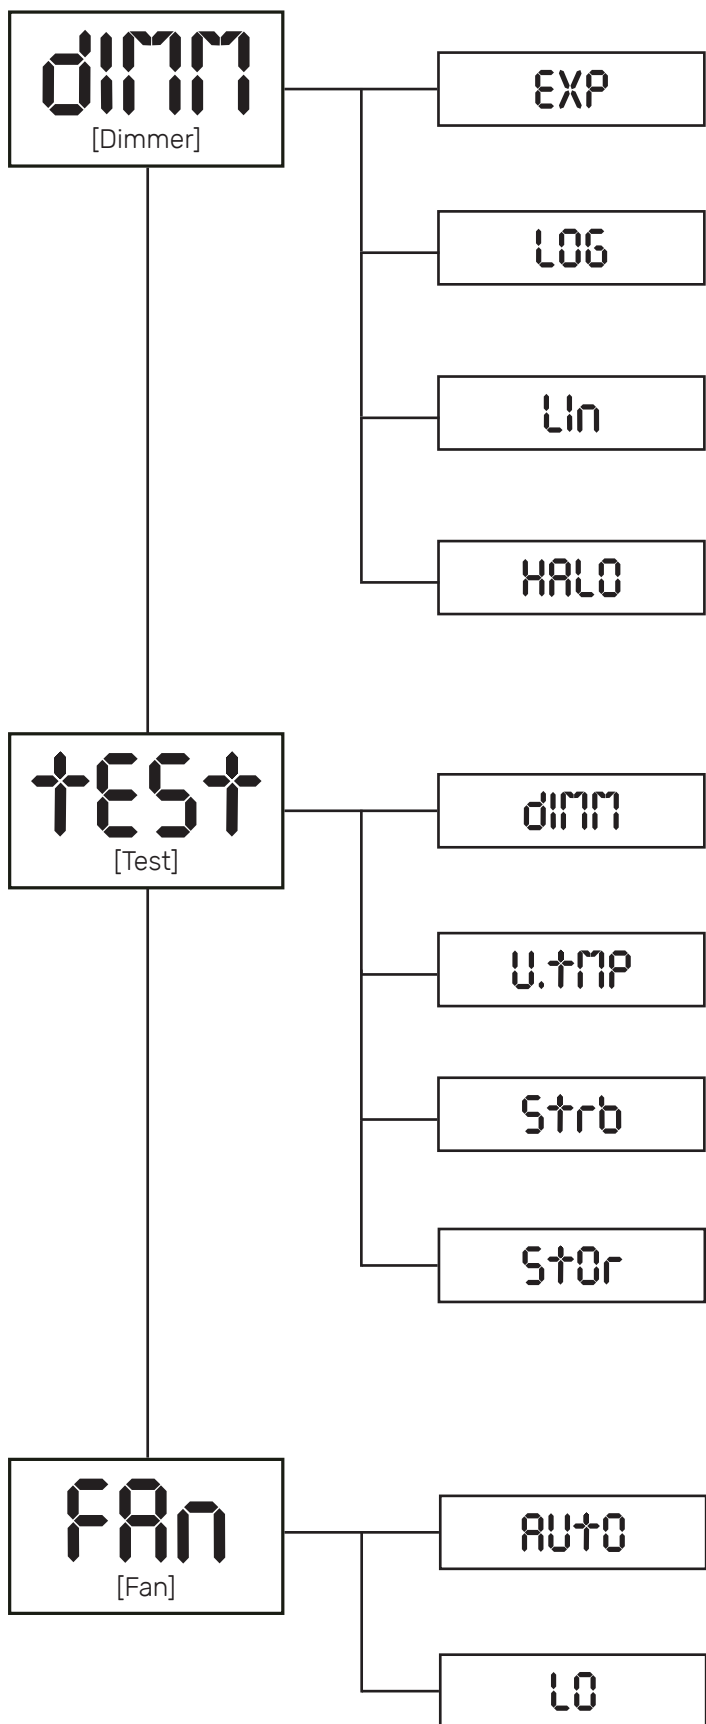 dIMM
[Dimmer]
EXP
LOG
LIn
HALO
tESt
[Test]
dIMM
U.tMP
Strb
StOr
FAn
[Fan]
AUtO
LO